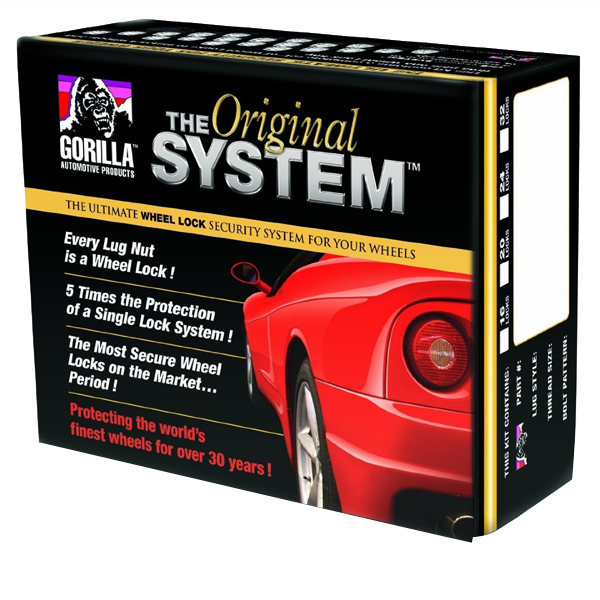 GORILLA™
AUTOMOTIVE PRODUCTS
THE Original
SYSTEM™
THE ULTIMATE WHEEL LOCK SECURITY SYSTEM FOR YOUR WHEELS
Every Lug Nut
is a Wheel Lock !
5 Times the Protection
of a Single Lock System !
The Most Secure Wheel
Locks on the Market...
Period !
Protecting the world's
finest wheels for over 30 years !
THIS KIT CONTAINS:
16 LOCKS
20 LOCKS
24 LOCKS
32 LOCKS
PART #:
LUG STYLE:
THREAD SIZE:
BOLT PATTERN: